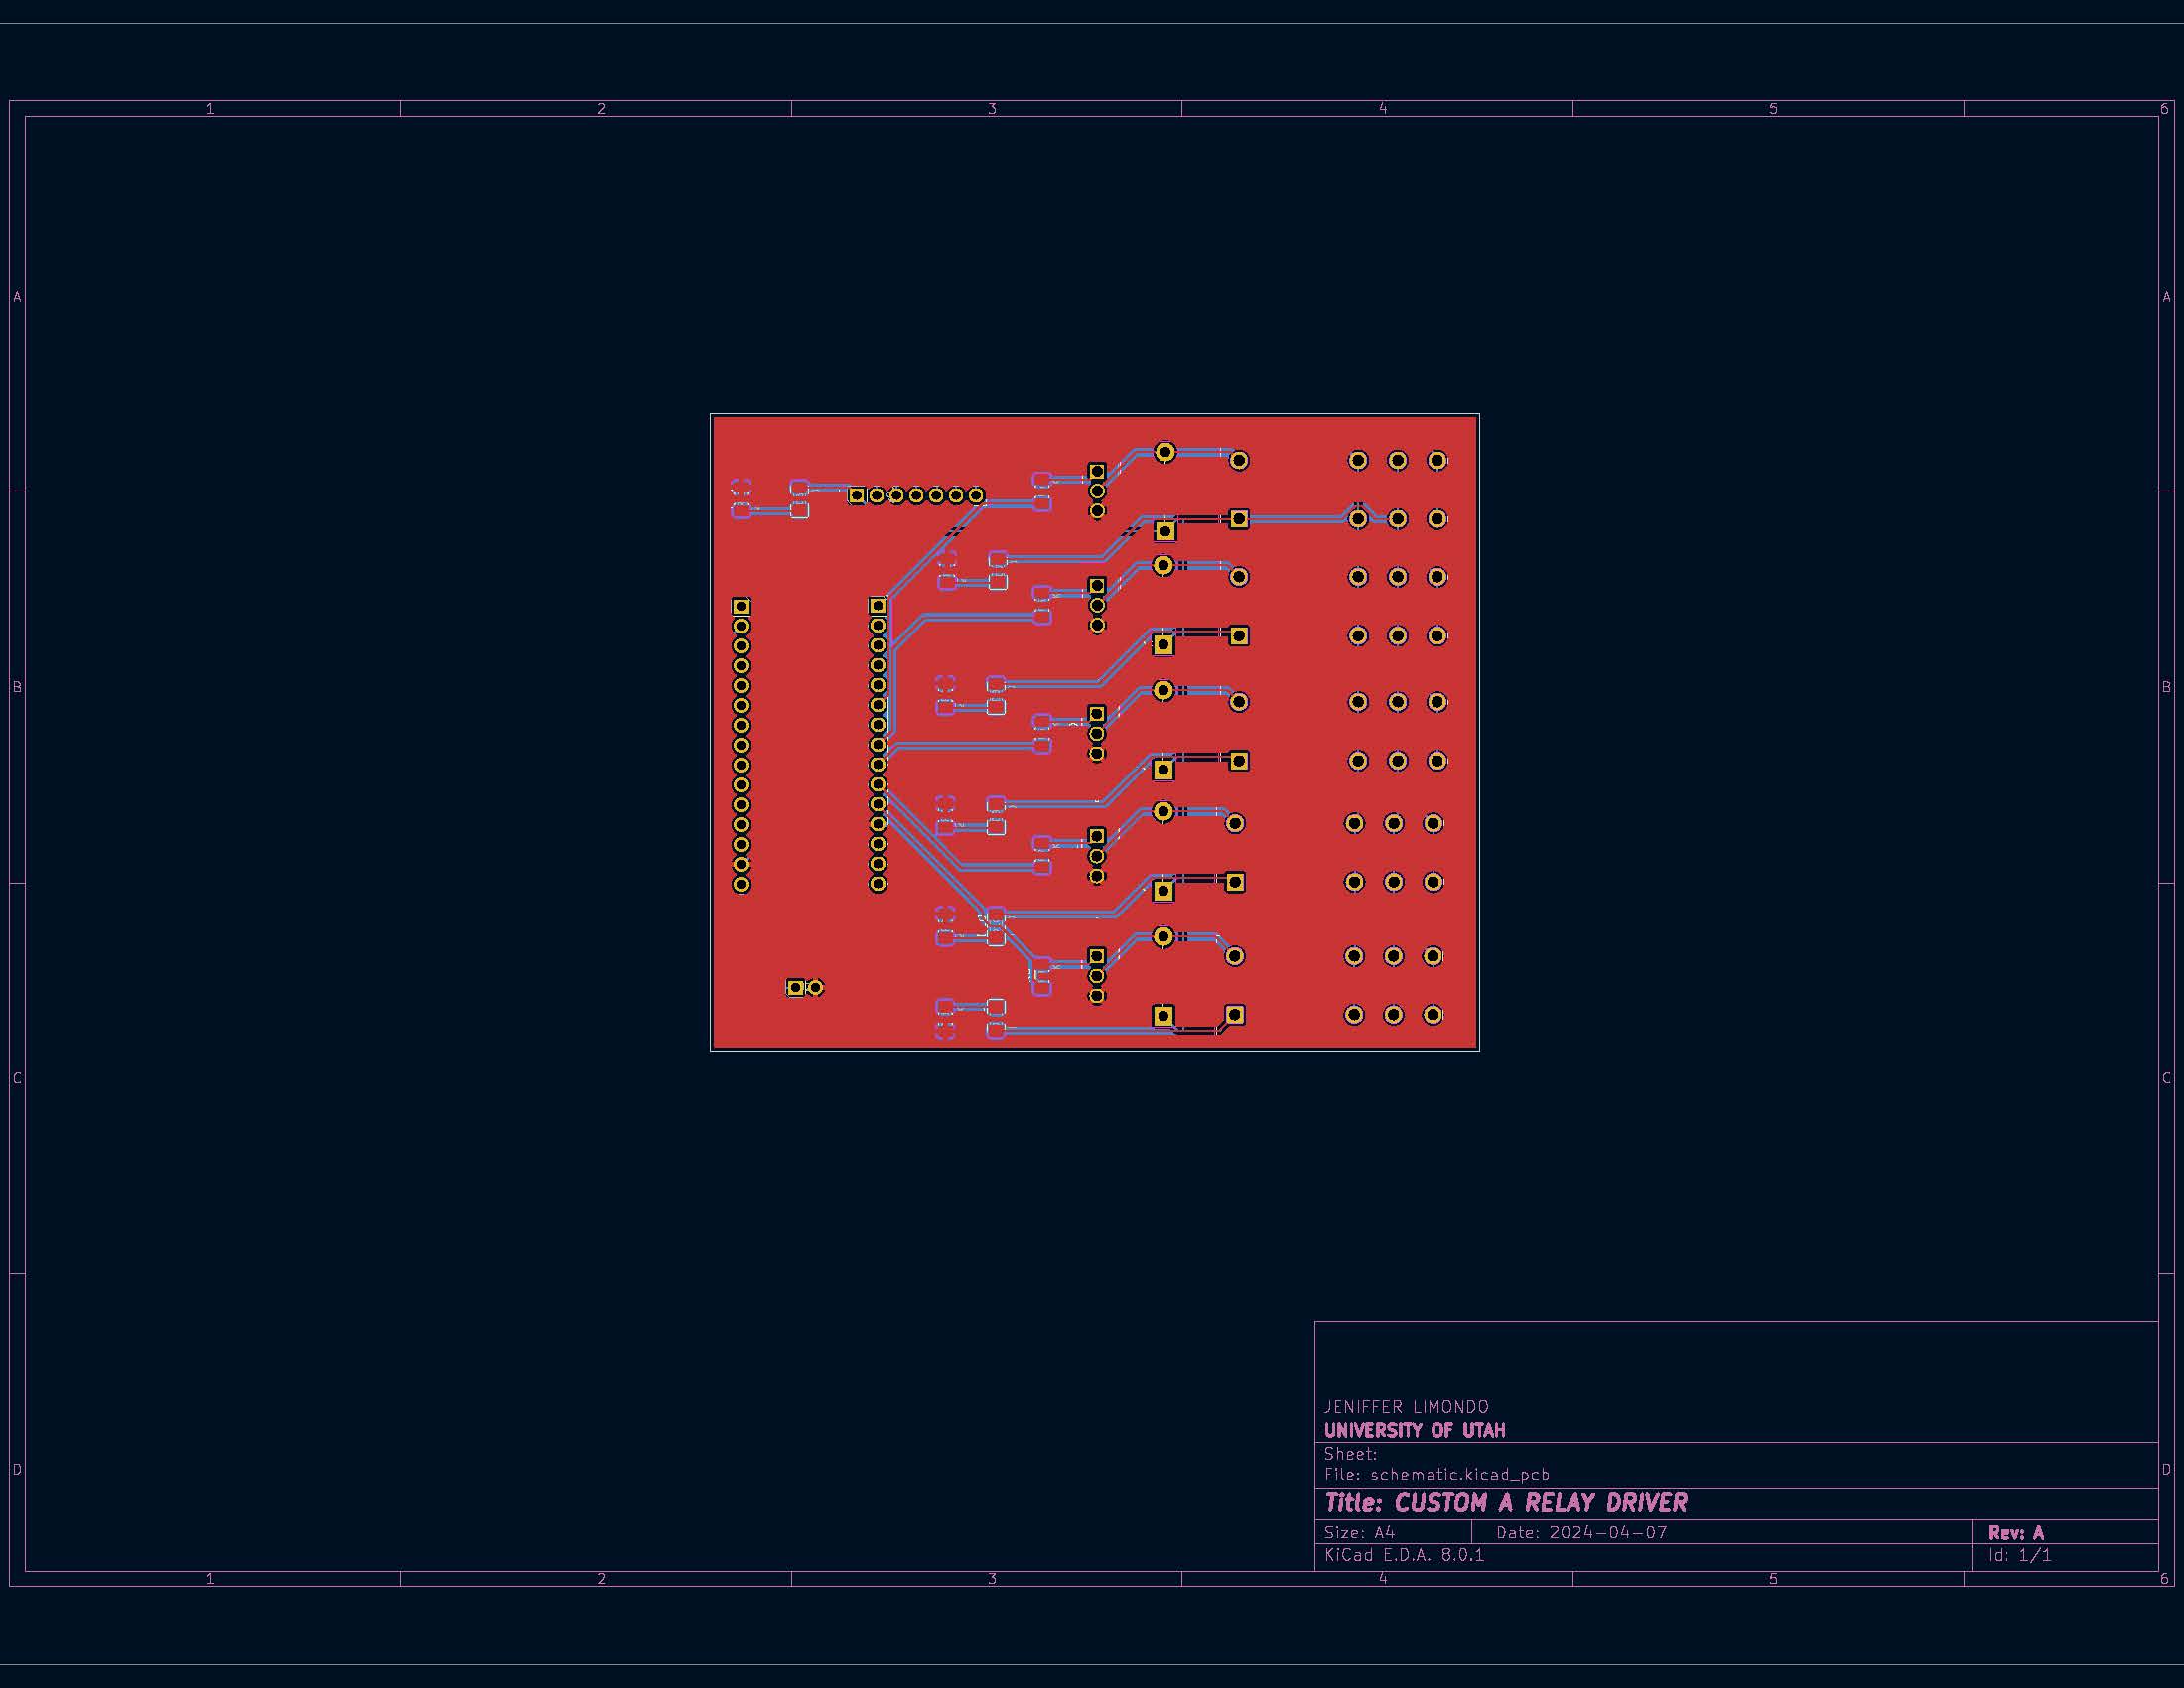 1 2 3 4 5 6
A A
B B
C C
JENIFFER LIMONDO
UNIVERSITY OF UTAH
Sheet:
File: schematic.kicad_pcb
D D
Title: CUSTOM A RELAY DRIVER
Size: A4 Date: 2024-04-07 Rev: A
KiCad E.D.A. 8.0.1 Id: 1/1
1 2 3 4 5 6